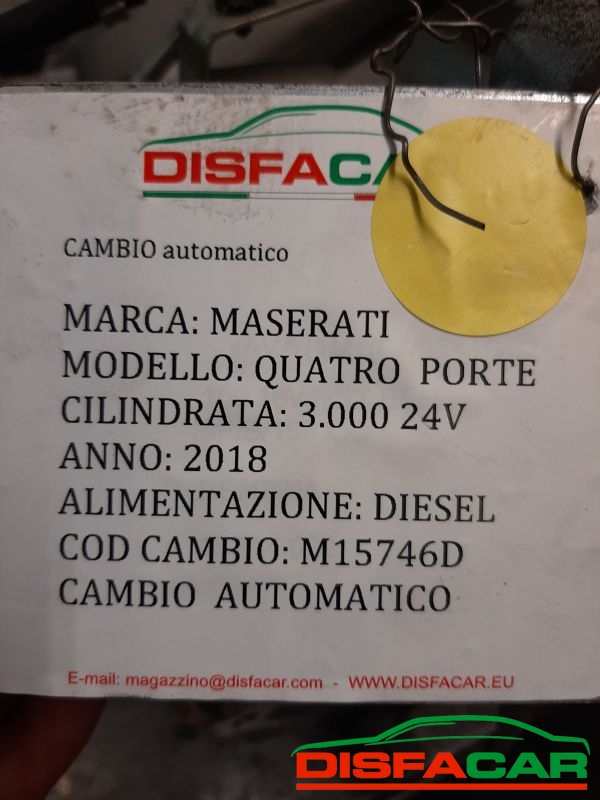 DISFACA
CAMBIO automatico
MARCA: MASERATI
MODELLO: QUATRO PORTE
CILINDRATA: 3.000 24V
ANNO: 2018
ALIMENTAZIONE: DIESEL
COD CAMBIO: M15746D
CAMBIO AUTOMATICO
E-mail: magazzino@disfacar.com - WWW.DISFACAR.EU
DISFACAR